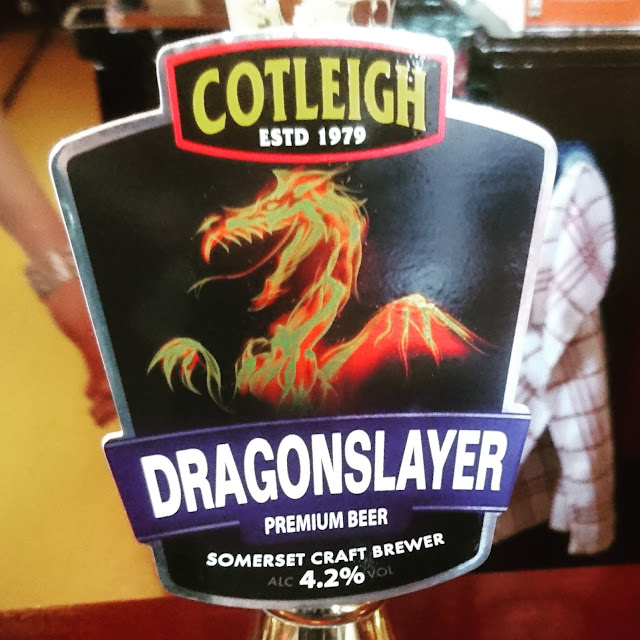 COTLEIGH
ESTD 1979
DRAGONSLAYER
PREMIUM BEER
SOMERSET CRAFT BREWER
ALC 4.2% VOL